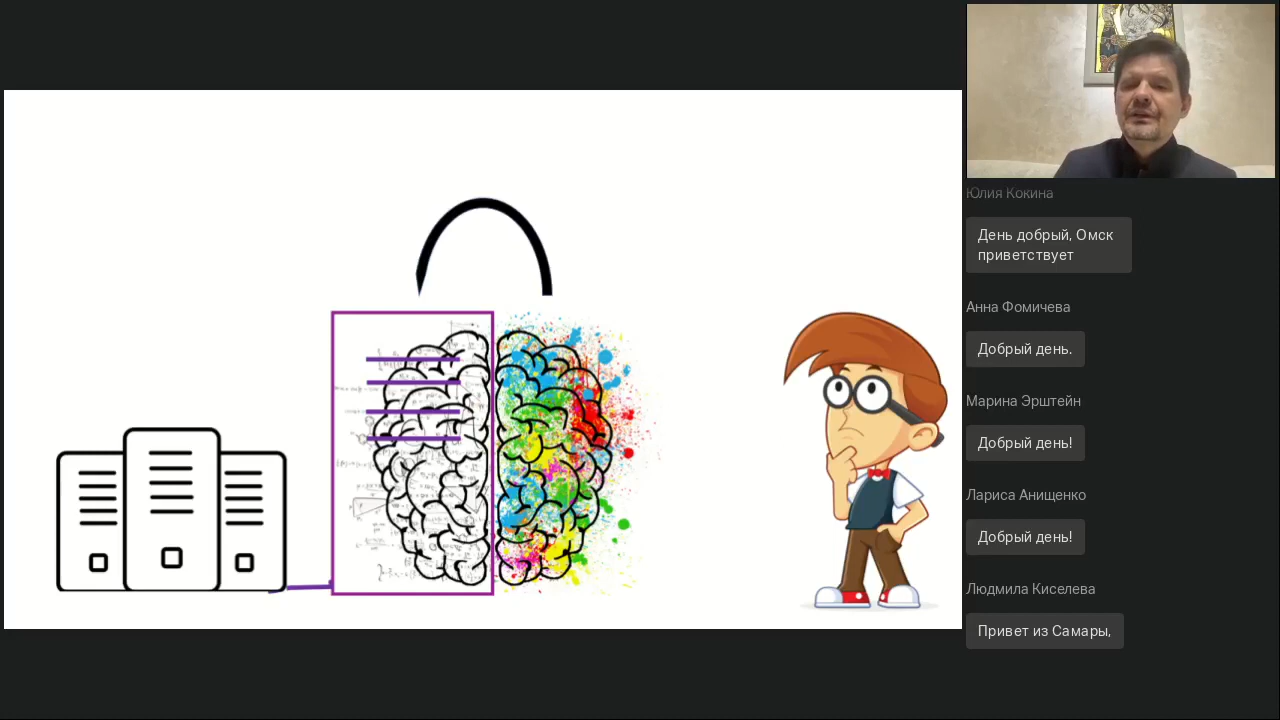 Юлия Кокина
День добрый, Омск
приветствует
Анна Фомичева
Добрый день.
Марина Эрштейн
Добрый день!
Лариса Анищенко
Добрый день!
Людмила Киселева
Привет из Самары,